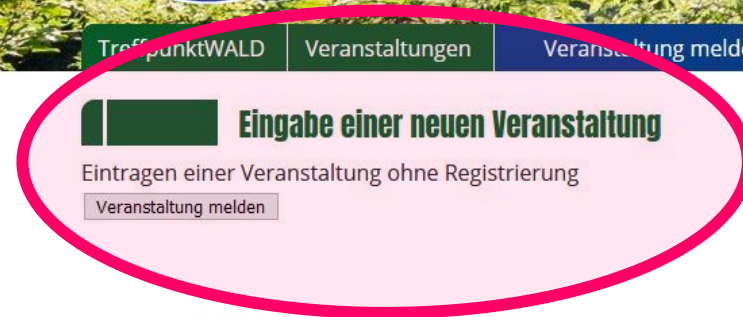 TreffpunktWALD Veranstaltungen Veranstaltung melde
Eingabe einer neuen Veranstaltung
Eintragen einer Veranstaltung ohne Registrierung
Veranstaltung melden